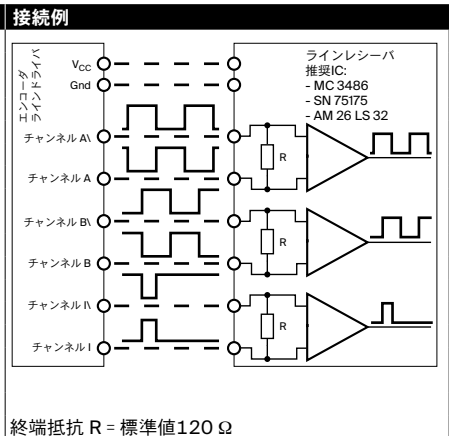 接続例
エンコーダ
ラインドライバ
VCC
Gnd
チャンネル A\
チャンネル A
チャンネル B\
チャンネル B
チャンネル I\
チャンネル I
ラインレシーバ
推奨IC:
- MC 3486
- SN 75175
- AM 26 LS 32
R
R
R
終端抵抗 R = 標準値120 Ω